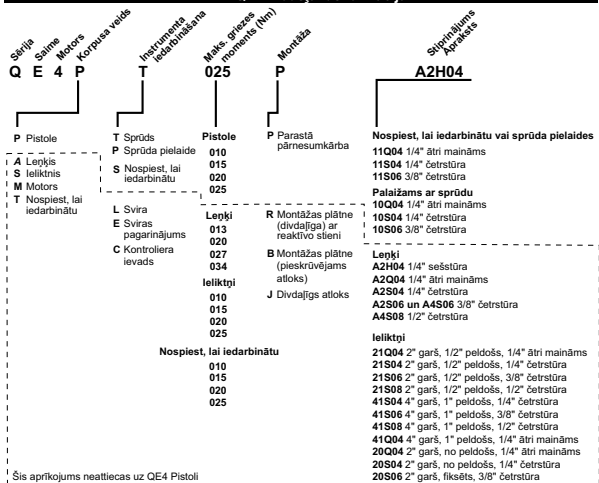 Sērija
Saime
Motors
Korpusa veids
Instrumenta iedarbināšana
Maks. griezes moments (Nm)
Montāža
Stiprinājums Apraksts
Q E 4 P T 025 P A2H04
P Pistole
A Leņķis
S Ieliktnis
M Motors
T Nospiest, lai
iedarbinātu
T Sprūds
P Sprūda pielaide
S Nospiest, lai
iedarbinātu
L Svira
E Sviras
pagarinājums
C Kontroliera
ievads
Pistole
010
015
020
025
Leņķi
013
020
027
034
Ieliktņi
010
015
020
025
Nospiest, lai iedarbinātu
010
015
020
025
P Parastā
pārnesumkārba
R Montāžas plātne
(divdaļīga) ar
reaktīvo stieni
B Montāžas plātne
(pieskrūvējams
atloks)
J Divdaļīgs atloks
Nospiest, lai iedarbinātu vai sprūda pielaides
11Q04 1/4" ātri maināms
11S04 1/4" četrstūra
11S06 3/8" četrstūra
Palaižams ar sprūdu
10Q04 1/4" ātri maināms
10S04 1/4" četrstūra
10S06 3/8" četrstūra
Leņķi
A2H04 1/4" sešstūra
A2Q04 1/4" ātri maināms
A2S04 1/4" četrstūra
A2S06 un A4S06 3/8" četrstūra
A4S08 1/2" četrstūra
Ieliktņi
21Q04 2" garš, 1/2" peldošs, 1/4" ātri maināms
21S04 2" garš, 1/2" peldošs, 1/4" četrstūra
21S06 2" garš, 1/2" peldošs, 3/8" četrstūra
21S08 2" garš, 1/2" peldošs, 1/2" četrstūra
41S04 4" garš, 1" peldošs, 1/4" četrstūra
41S06 4" garš, 1" peldošs, 3/8" četrstūra
41S08 4" garš, 1" peldošs, 1/2" četrstūra
41Q04 4" garš, 1" peldošs, 1/4" ātri maināms
20Q04 2" garš, no peldošs, 1/4" ātri maināms
20S04 2" garš, no peldošs, 1/4" četrstūra
20S06 2" garš, fiksēts, 3/8" četrstūra
Šis aprīkojums neattiecas uz QE4 Pistoli